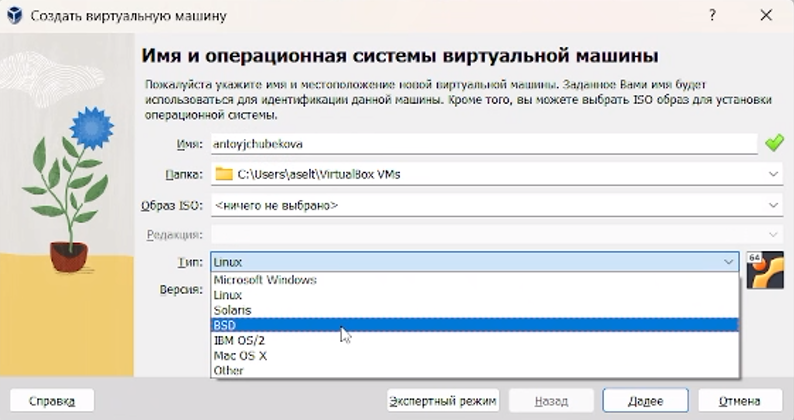 Создать виртуальную машину
?
Имя и операционная системы виртуальной машины
Пожалуйста укажите имя и местоположение новой виртуальной машины. Заданное Вами имя будет
использоваться для идентификации данной машины. Кроме того, вы можете выбрать ISO образ для установки
операционной системы.
Имя: antoyjchubekova
Папка: C:\Users\aselt\VirtualBox VMs
Образ ISO: <ничего не выбрано>
Редакция:
Тип: Linux
64
Microsoft Windows
Версия:
Linux
Solaris
BSD
IBM OS/2
Mac OS X
Other
Справка
Экспертный режим
Назад
Далее
Отмена